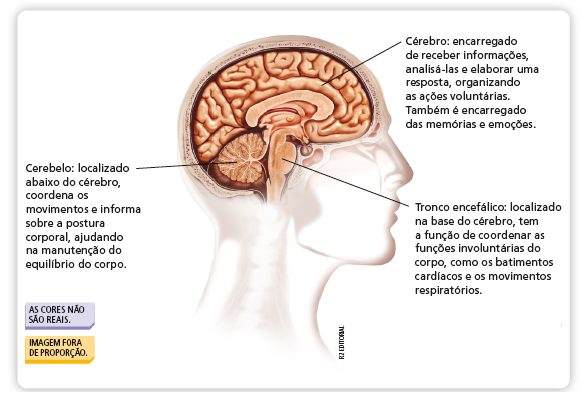 Cérebro: encarregado
de receber informações,
analisá-las e elaborar uma
resposta, organizando
as ações voluntárias.
Também é encarregado
das memórias e emoções.
Cerebelo: localizado
abaixo do cérebro,
coordena os
movimentos e informa
sobre a postura
corporal, ajudando
na manutenção do
equilíbrio do corpo.
Tronco encefálico: localizado
na base do cérebro, tem
a função de coordenar as
funções involuntárias do
corpo, como os batimentos
cardíacos e os movimentos
respiratórios.
AS CORES NÃO
SÃO REAIS.
IMAGEM FORA
DE PROPORÇÃO.
R2 EDITORIAL